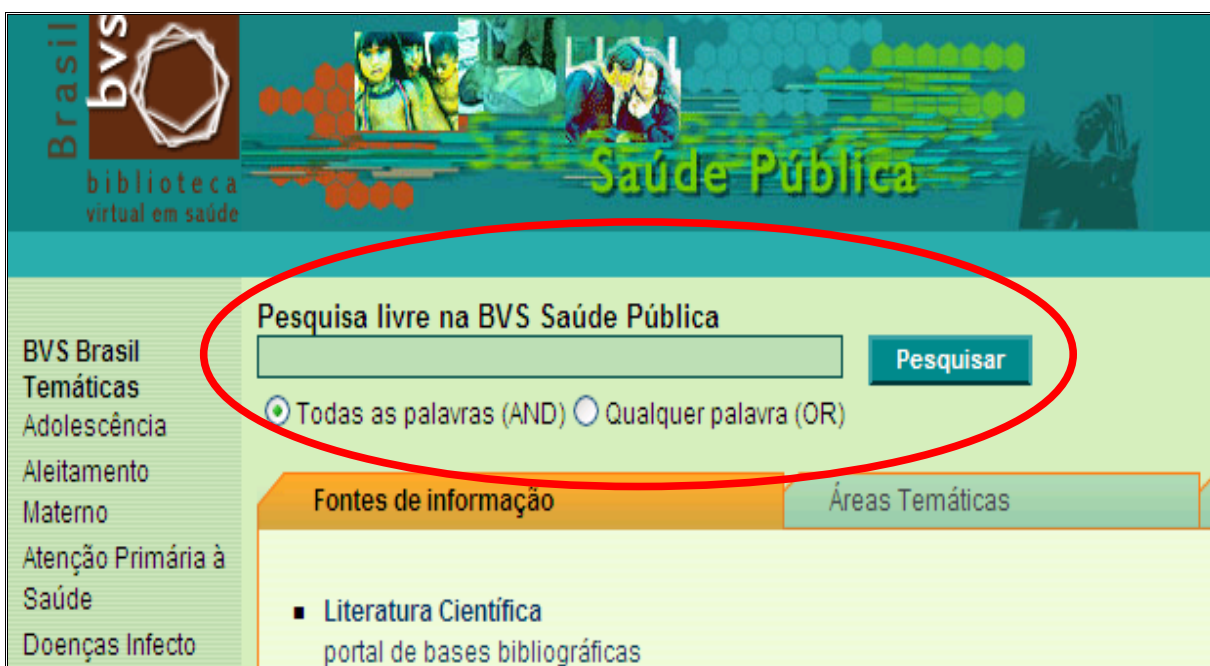 Brasil
bvs
biblioteca
virtual em saúde
Saúde Pública
Pesquisa livre na BVS Saúde Pública
Pesquisar
Todas as palavras (AND) Qualquer palavra (OR)
BVS Brasil
Temáticas
Adolescência
Aleitamento
Materno
Atenção Primária à
Saúde
Doenças Infecto
Fontes de informação
Áreas Temáticas
Literatura Científica
portal de bases bibliográficas